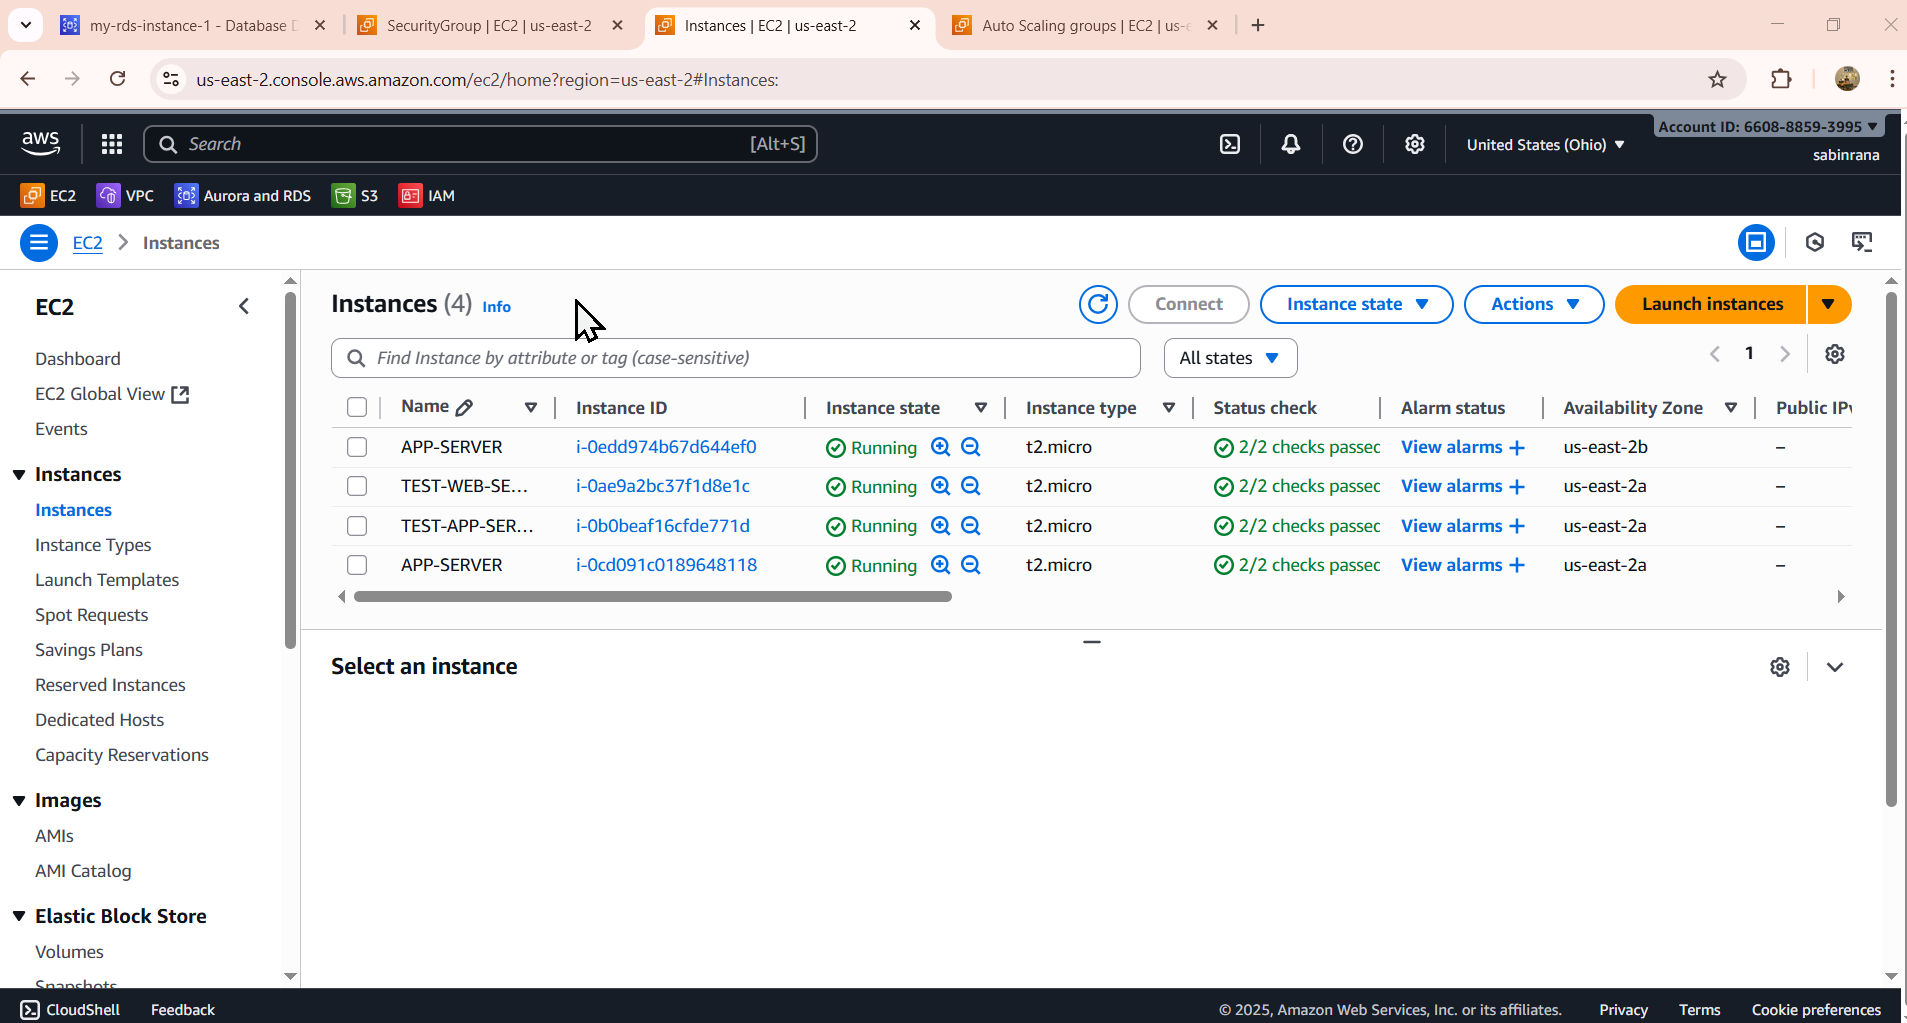 my-rds-instance-1 - Database D
SecurityGroup | EC2 | us-east-2
Instances | EC2 | us-east-2
Auto Scaling groups | EC2 | us-e
us-east-2.console.aws.amazon.com/ec2/home?region=us-east-2#Instances:
aws
Search
[Alt+S]
United States (Ohio)
Account ID: 6608-8859-3995
sabinrana
EC2
VPC
Aurora and RDS
S3
IAM
EC2 > Instances
EC2
Dashboard
EC2 Global View
Events
Instances
Instances
Instance Types
Launch Templates
Spot Requests
Savings Plans
Reserved Instances
Dedicated Hosts
Capacity Reservations
Images
AMIs
AMI Catalog
Elastic Block Store
Volumes
Snapshots
Instances (4) Info
Connect
Instance state
Actions
Launch instances
Find Instance by attribute or tag (case-sensitive)
All states
1
Name Instance ID Instance state Instance type Status check Alarm status Availability Zone Public IPv
APP-SERVER i-0edd974b67d644ef0 Running t2.micro 2/2 checks passed View alarms + us-east-2b –
TEST-WEB-SE... i-0ae9a2bc37f1d8e1c Running t2.micro 2/2 checks passed View alarms + us-east-2a –
TEST-APP-SER... i-0b0beaf16cfde771d Running t2.micro 2/2 checks passed View alarms + us-east-2a –
APP-SERVER i-0cd091c0189648118 Running t2.micro 2/2 checks passed View alarms + us-east-2a –
Select an instance
CloudShell
Feedback
© 2025, Amazon Web Services, Inc. or its affiliates.
Privacy
Terms
Cookie preferences